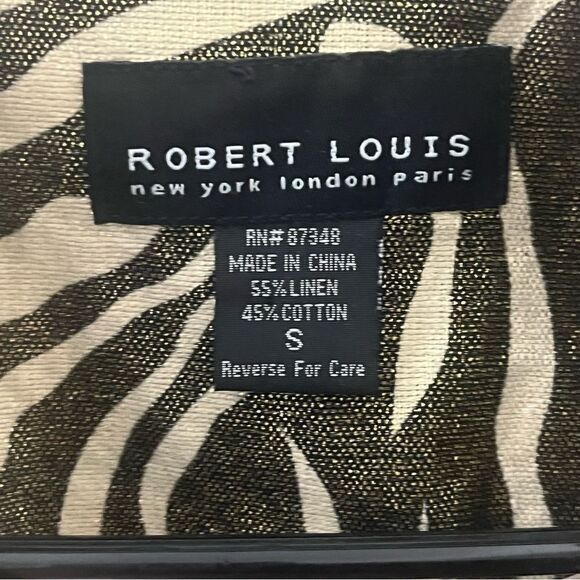 ROBERT LOUIS
new york london paris
RN# 87348
MADE IN CHINA
55%LINEN
45%COTTON
S
Reverse For Care